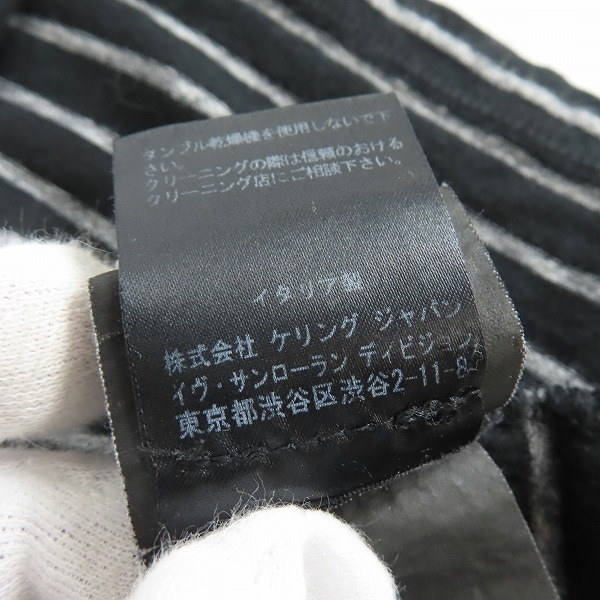 タンブル乾燥機を使用しないで下
さい。
クリーニングの際は信頼のおける
クリーニング店にご相談下さい。
イタリア製
株式会社 ケリング ジャパン
イヴ・サンローラン ディビジョン
東京都渋谷区渋谷2-11-8